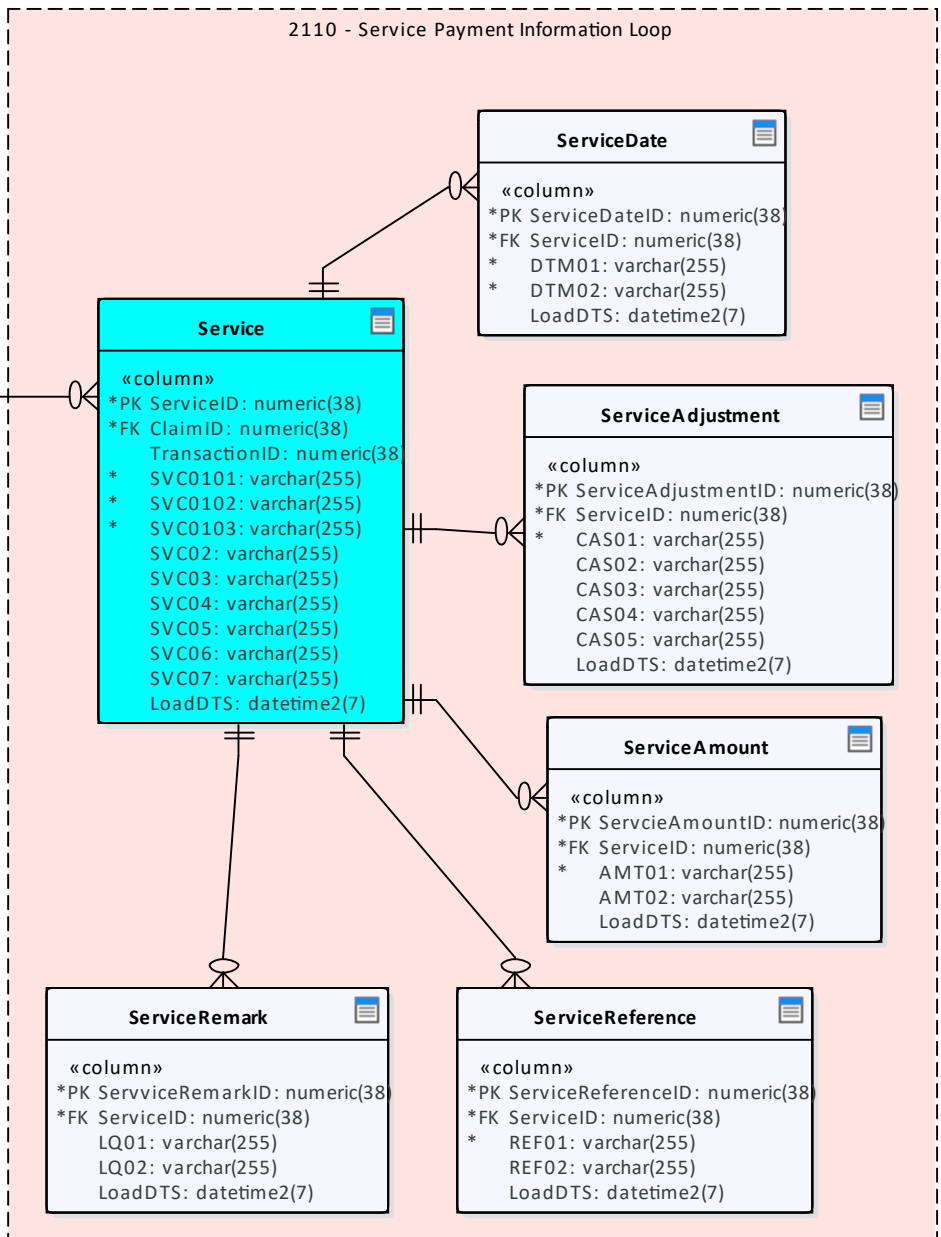 2110 - Service Payment Information Loop
ServiceDate
«column»
*PK ServiceDateID: numeric(38)
*FK ServiceID: numeric(38)
* DTM01: varchar(255)
* DTM02: varchar(255)
LoadDTS: datetime2(7)
Service
«column»
*PK ServiceID: numeric(38)
*FK ClaimID: numeric(38)
TransactionID: numeric(38)
* SVC0101: varchar(255)
* SVC0102: varchar(255)
* SVC0103: varchar(255)
SVC02: varchar(255)
SVC03: varchar(255)
SVC04: varchar(255)
SVC05: varchar(255)
SVC06: varchar(255)
SVC07: varchar(255)
LoadDTS: datetime2(7)
ServiceAdjustment
«column»
*PK ServiceAdjustmentID: numeric(38)
*FK ServiceID: numeric(38)
* CAS01: varchar(255)
CAS02: varchar(255)
CAS03: varchar(255)
CAS04: varchar(255)
CAS05: varchar(255)
LoadDTS: datetime2(7)
ServiceAmount
«column»
*PK ServcieAmountID: numeric(38)
*FK ServiceID: numeric(38)
* AMT01: varchar(255)
AMT02: varchar(255)
LoadDTS: datetime2(7)
ServiceRemark
«column»
*PK ServviceRemarkID: numeric(38)
*FK ServiceID: numeric(38)
LQ01: varchar(255)
LQ02: varchar(255)
LoadDTS: datetime2(7)
ServiceReference
«column»
*PK ServiceReferenceID: numeric(38)
*FK ServiceID: numeric(38)
* REF01: varchar(255)
REF02: varchar(255)
LoadDTS: datetime2(7)